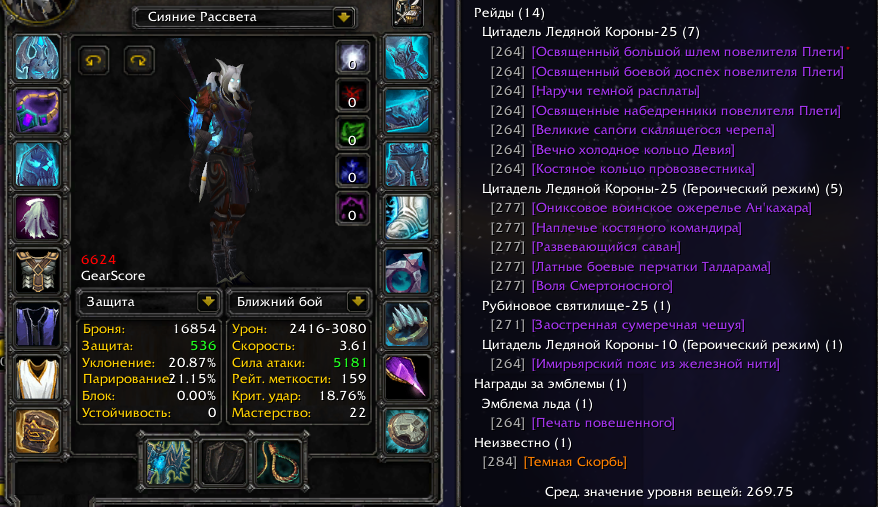 Сияние Рассвета
0
0
0
0
0
6624
GearScore
Защита
Ближний бой
Броня: 16854
Защита: 536
Уклонение: 20.87%
Парирование: 21.15%
Блок: 0.00%
Устойчивость: 0
Урон: 2416-3080
Скорость: 3.61
Сила атаки: 5181
Рейт. меткости: 159
Крит. удар: 18.76%
Мастерство: 22
Рейды (14)
Цитадель Ледяной Короны-25 (7)
[264] [Освященный большой шлем повелителя Плети]*
[264] [Освященный боевой доспех повелителя Плети]
[264] [Наручи темной расплаты]
[264] [Освященные набедренники повелителя Плети]
[264] [Великие сапоги скалящегося черепа]
[264] [Вечно холодное кольцо Девия]
[264] [Костяное кольцо провозвестника]
Цитадель Ледяной Короны-25 (Героический режим) (5)
[277] [Ониксовое воинское ожерелье Ан'кахара]
[277] [Наплечье костяного командира]
[277] [Развевающийся саван]
[277] [Латные боевые перчатки Талдарама]
[277] [Воля Смертоносного]
Рубиновое святилище-25 (1)
[271] [Заостренная сумеречная чешуя]
Цитадель Ледяной Короны-10 (Героический режим) (1)
[264] [Имирьярский пояс из железной нити]
Награды за эмблемы (1)
Эмблема льда (1)
[264] [Печать повешенного]
Неизвестно (1)
[284] [Темная Скорбь]
Сред. значение уровня вещей: 269.75